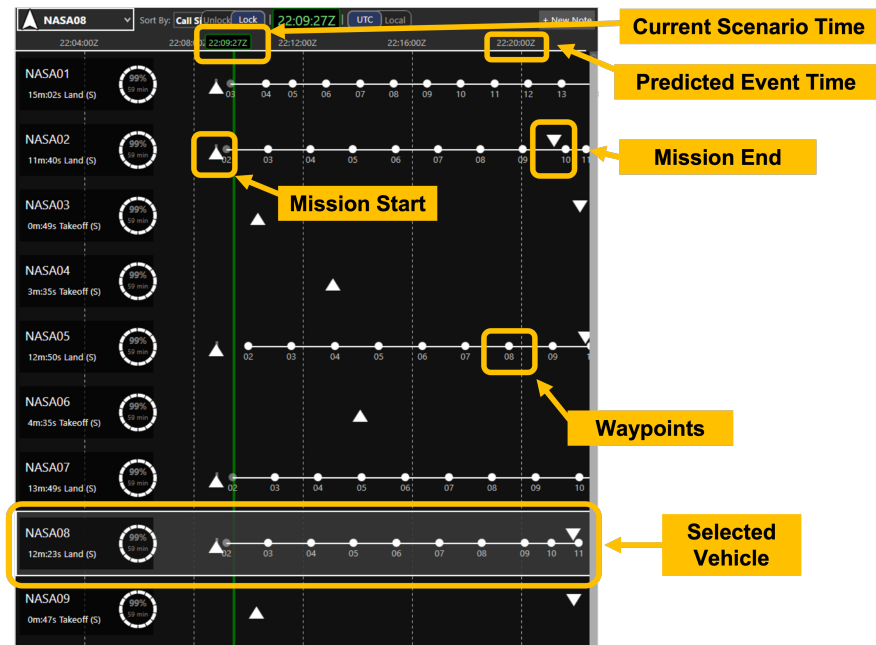 NASA08 Sort By: Call Si Unlock Lock 22:09:27Z UTC Local + New Note
Current Scenario Time
22:04:00Z 22:08:0 22:09:27Z 22:12:00Z 22:16:00Z 22:20:00Z
Predicted Event Time
NASA01 99%
15m:02s Land (S) 59 min 03 04 05 06 07 08 09 10 11 12 13
NASA02 99%
11m:40s Land (S) 59 min 02 03 04 05 06 07 08 09 10 11
Mission End
Mission Start
NASA03 99%
0m:49s Takeoff (S) 59 min
NASA04 99%
3m:35s Takeoff (S) 59 min
NASA05 99%
12m:50s Land (S) 59 min 02 03 04 05 06 07 08 09
Waypoints
NASA06 99%
4m:35s Takeoff (S) 59 min
NASA07 99%
13m:49s Land (S) 59 min 02 03 04 05 06 07 08 09 10
NASA08 99%
12m:23s Land (S) 59 min 02 03 04 05 06 07 08 09 10 11
Selected
Vehicle
NASA09 99%
0m:47s Takeoff (S) 59 min